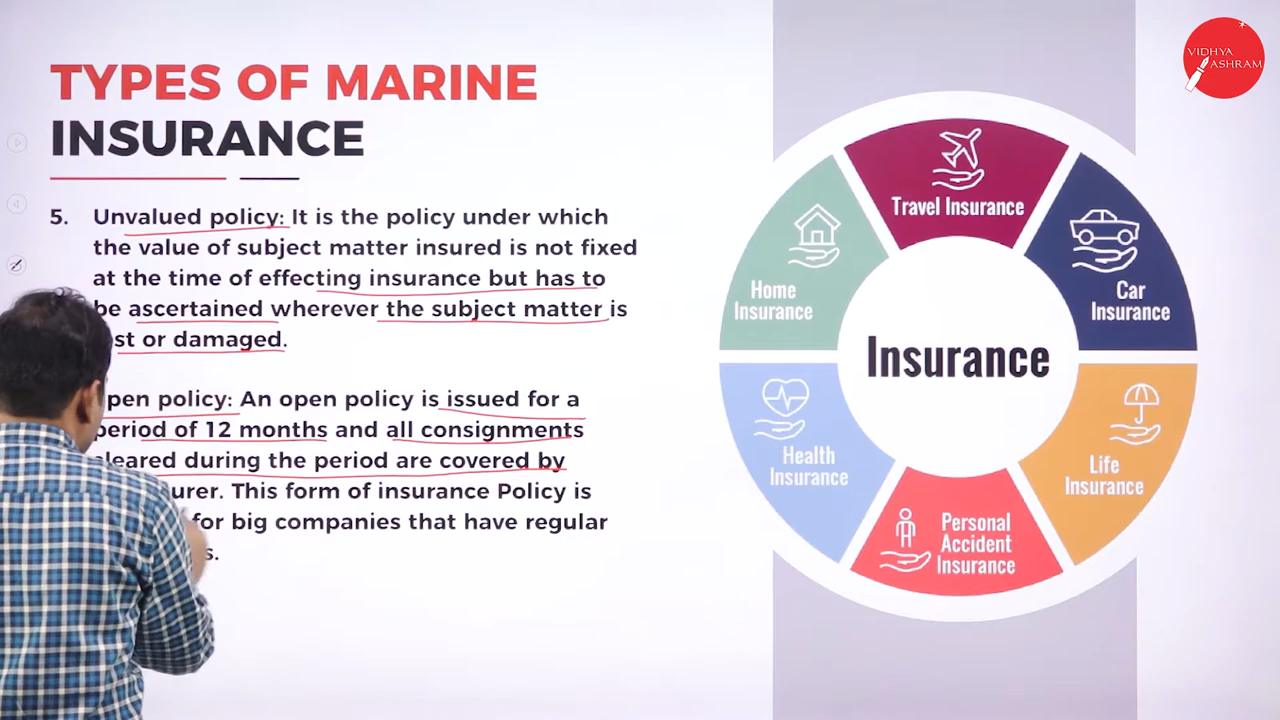 VIDHYA
ASHRAM
TYPES OF MARINE
INSURANCE
5. Unvalued policy: It is the policy under which
the value of subject matter insured is not fixed
at the time of effecting insurance but has to
be ascertained wherever the subject matter is
or damaged.
policy: An open policy is issued for a
period of 12 months and all consignments
during the period are covered by
This form of insurance Policy is
for big companies that have regular
Travel Insurance
Car
Insurance
Life
Insurance
Personal
Accident
Insurance
Health
Insurance
Home
Insurance
Insurance